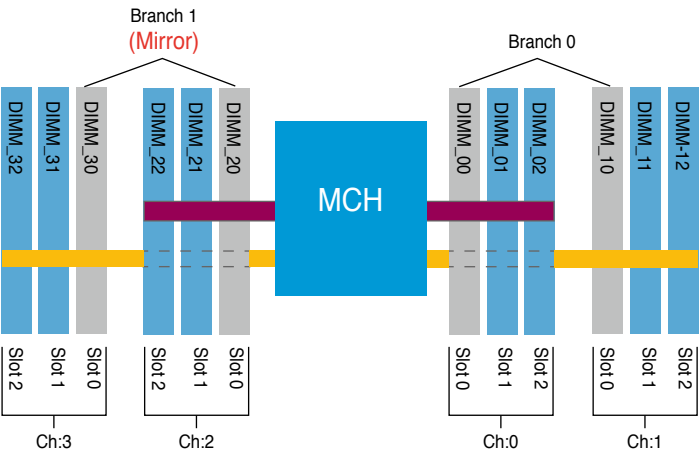 Branch 1
(Mirror)
Branch 0
DIMM_32
DIMM_31
DIMM_30
DIMM_22
DIMM_21
DIMM_20
DIMM_00
DIMM_01
DIMM_02
DIMM_10
DIMM_11
DIMM-12
MCH
Slot 2
Slot 1
Slot 0
Slot 2
Slot 1
Slot 0
Slot 0
Slot 1
Slot 2
Slot 0
Slot 1
Slot 2
Ch:3
Ch:2
Ch:0
Ch:1